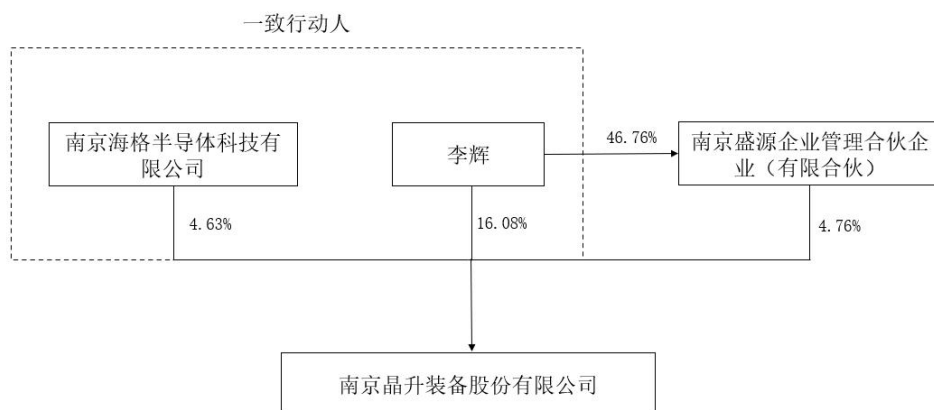 一致行动人
南京海格半导体科技有
限公司
李辉
46.76%
南京盛源企业管理合伙企
业（有限合伙）
4.63%
16.08%
4.76%
南京晶升装备股份有限公司